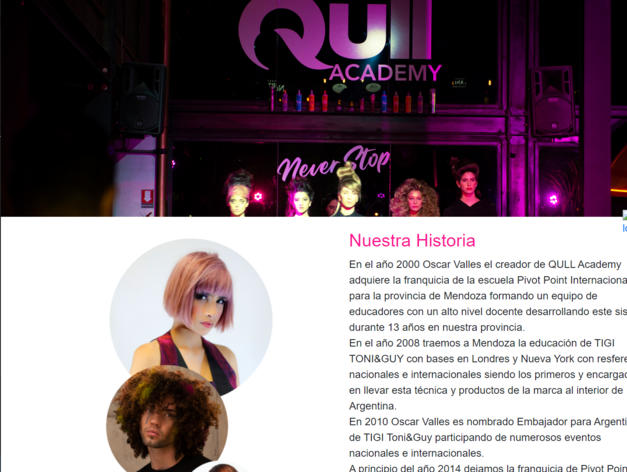 Qull
ACADEMY
Never Stop
Nuestra Historia
En el año 2000 Oscar Valles el creador de QULL Academy
adquiere la franquicia de la escuela Pivot Point Internaciona
para la provincia de Mendoza formando un equipo de
educadores con un alto nivel docente desarrollando este sis
durante 13 años en nuestra provincia.
En el año 2008 traemos a Mendoza la educación de TIGI
TONI&GUY con bases en Londres y Nueva York con resfere
nacionales e internacionales siendo los primeros y encargad
en llevar esta técnica y productos de la marca al interior de
Argentina.
En 2010 Oscar Valles es nombrado Embajador para Argenti
de TIGI Toni&Guy participando de numerosos eventos
nacionales e internacionales.
A principio del año 2014 dejamos la franquicia de Pivot Poin